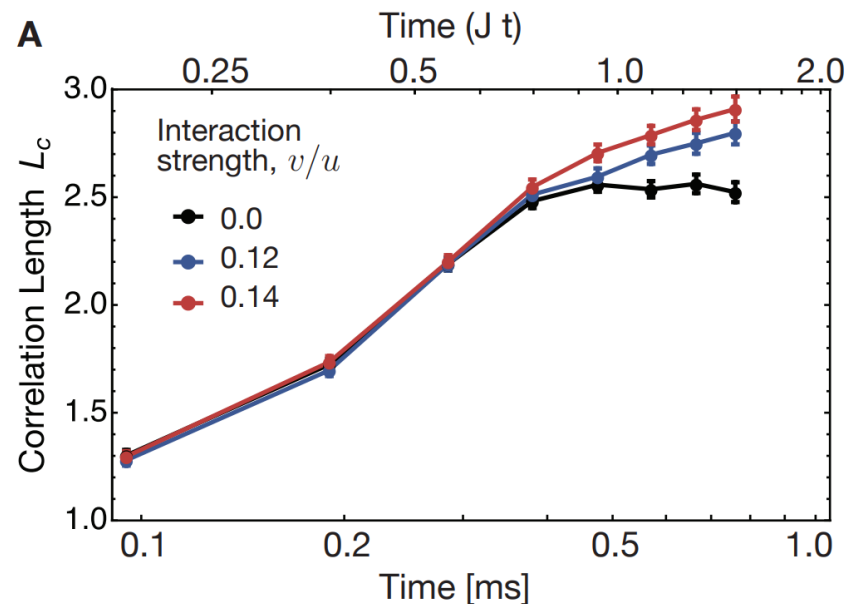 A
Time (J t)
0.25 0.5 1.0 2.0
3.0
2.5
2.0
1.5
1.0
Correlation Length L_c
Interaction
strength, v/u
0.0
0.12
0.14
0.1 0.2 0.5 1.0
Time [ms]